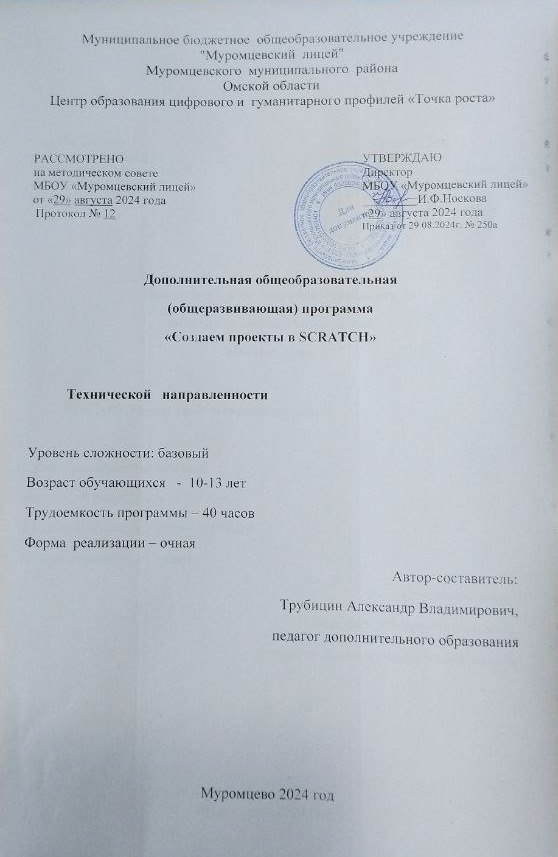 Муниципальное бюджетное общеобразовательное учреждение
"Муромцевский лицей"
Муромцевского муниципального района
Омской области
Центр образования цифрового и гуманитарного профилей «Точка роста»
РАССМОТРЕНО
на методическом совете
МБОУ «Муромцевский лицей»
от «29» августа 2024 года
Протокол № 12
УТВЕРЖДАЮ
Директор
МБОУ «Муромцевский лицей»
И.Ф.Носкова
«29» августа 2024 года
Приказ от 29.08.2024г. № 250а
Для документов
Дополнительная общеобразовательная
(общеразвивающая) программа
«Создаем проекты в SCRATCH»
Технической направленности
Уровень сложности: базовый
Возраст обучающихся - 10-13 лет
Трудоемкость программы – 40 часов
Форма реализации – очная
Автор-составитель:
Трубицин Александр Владимирович,
педагог дополнительного образования
Муромцево 2024 год